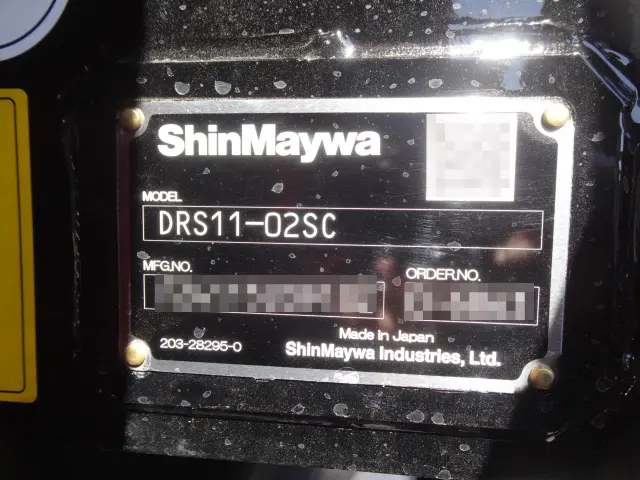 ShinMaywa
MODEL
DRS11-02SC
MFG.NO.
ORDER.NO.
203-28295-0
Made in Japan
ShinMaywa Industries, Ltd.